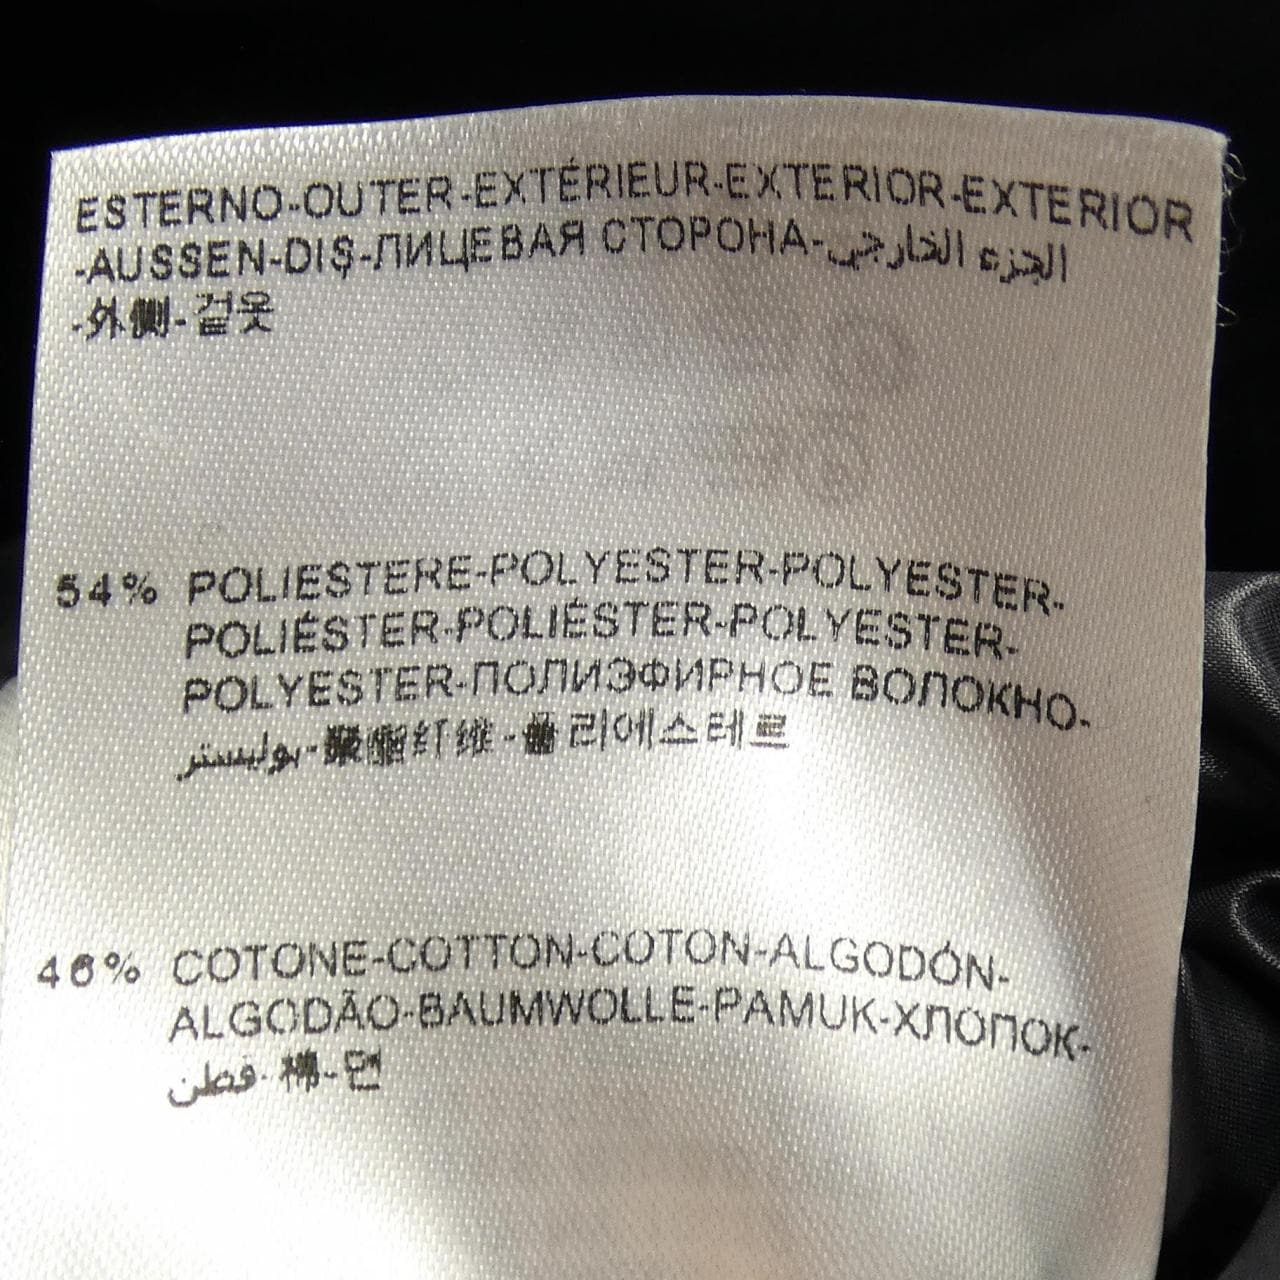 ESTERNO-OUTER-EXTÉRIEUR-EXTERIOR-EXTERIOR
-AUSSEN-DIŞ-ЛИЦЕВАЯ СТОРОНА-الجزء الخارجي
-外侧-겉옷
54% POLIESTERE-POLYESTER-POLYESTER-
POLIÉSTER-POLIÉSTER-POLYESTER-
POLYESTER-ПОЛИЭФИРНОЕ ВОЛОКНО-
بوليستر-聚酯纤维-폴리에스테르
46% COTONE-COTTON-COTON-ALGODÓN-
ALGODÃO-BAUMWOLLE-PAMUK-ХЛОПОК-
قطن-棉-면